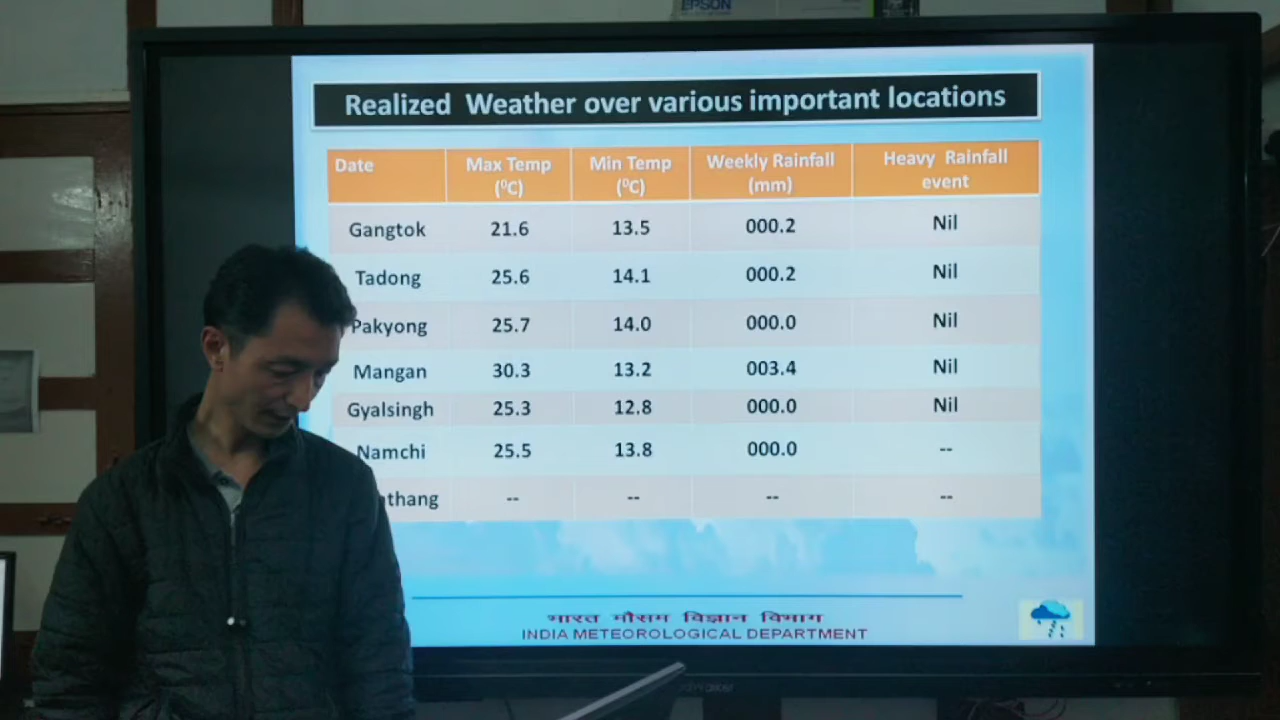 EPSON
Realized Weather over various important locations
Date Max Temp (⁰C) Min Temp (⁰C) Weekly Rainfall (mm) Heavy Rainfall event
Gangtok 21.6 13.5 000.2 Nil
Tadong 25.6 14.1 000.2 Nil
Pakyong 25.7 14.0 000.0 Nil
Mangan 30.3 13.2 003.4 Nil
Gyalsingh 25.3 12.8 000.0 Nil
Namchi 25.5 13.8 000.0 --
thang -- -- -- --
भारत मौसम विज्ञान विभाग
INDIA METEOROLOGICAL DEPARTMENT